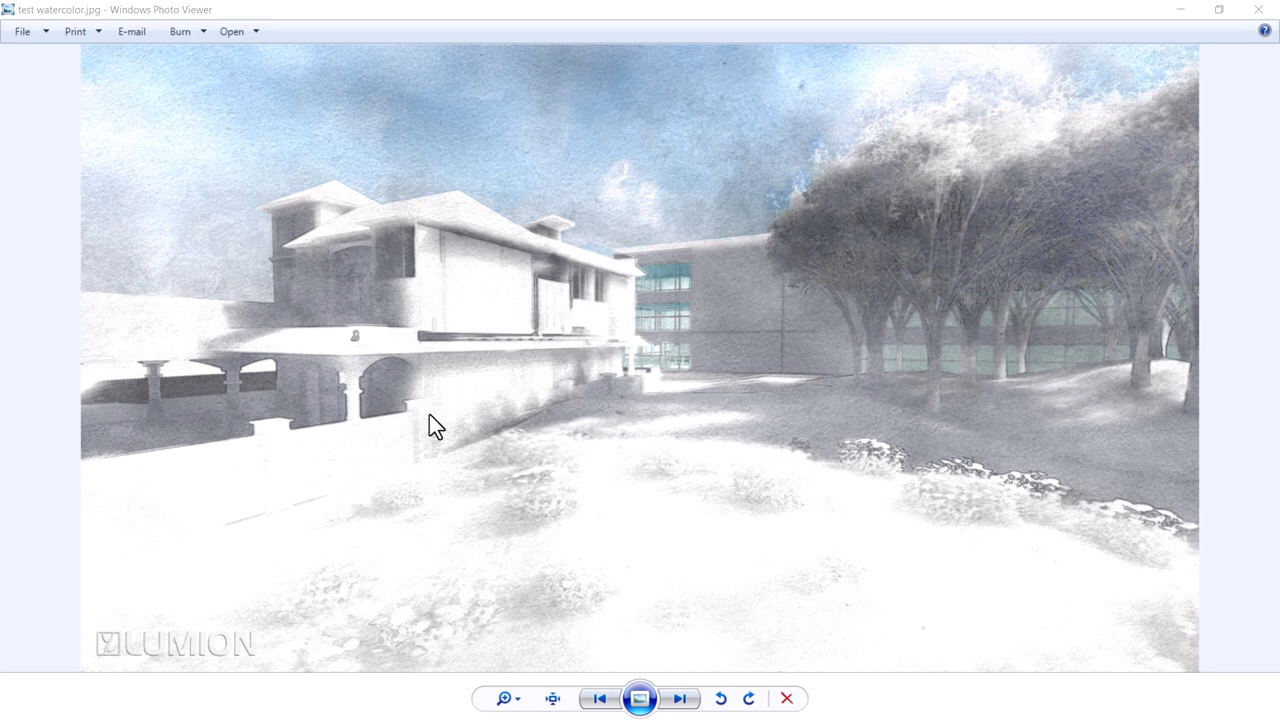 test watercolor.jpg - Windows Photo Viewer
File Print E-mail Burn Open
LUMION